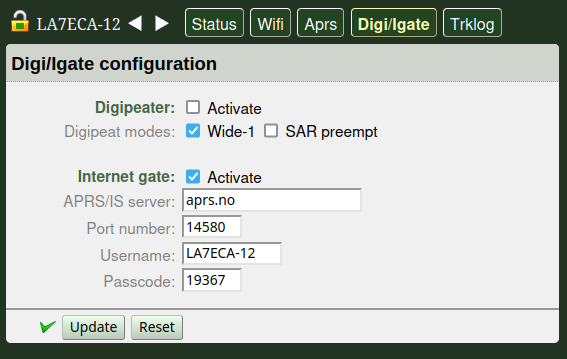 LA7ECA-12 Status Wifi Aprs Digi/Igate Trklog
Digi/Igate configuration
Digipeater: Activate
Digipeat modes: Wide-1 SAR preempt
Internet gate: Activate
APRS/IS server: aprs.no
Port number: 14580
Username: LA7ECA-12
Passcode: 19367
Update Reset